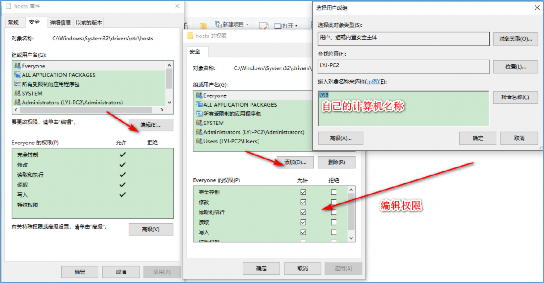 hosts 属性
常规 安全 详细信息 以前的版本
对象名称: C:\Windows\System32\drivers\etc\hosts
组或用户名(G):
Everyone
ALL APPLICATION PACKAGES
所有受限制的应用程序包
SYSTEM
Administrators (LYJ-PC2\Administrators)
要更改权限，请单击"编辑"。
编辑(E)...
Everyone 的权限(P) 允许 拒绝
完全控制
修改
读取和执行
读取
写入
特殊权限
有关特殊权限或高级设置，请单击"高级"。
高级(V)
确定 取消 应用(A)
新建项目
打开
hosts 的权限
安全
对象名称: C:\Windows\System32\drivers\etc\hosts
组或用户名(G):
Everyone
ALL APPLICATION PACKAGES
所有受限制的应用程序包
SYSTEM
Administrators (LYJ-PC2\Administrators)
Users (LYJ-PC2\Users)
添加(D)... 删除(R)
Everyone 的权限(P) 允许 拒绝
完全控制
修改
读取和执行
读取
写入
确定 取消 应用(A)
选择用户或组
选择此对象类型(S):
用户、组或内置安全主体
对象类型(O)...
查找位置(F):
LYJ-PC2
位置(L)...
输入对象名称来选择(示例)(E):
自己的计算机名称
检查名称(C)
高级(A)... 确定 取消
编辑权限